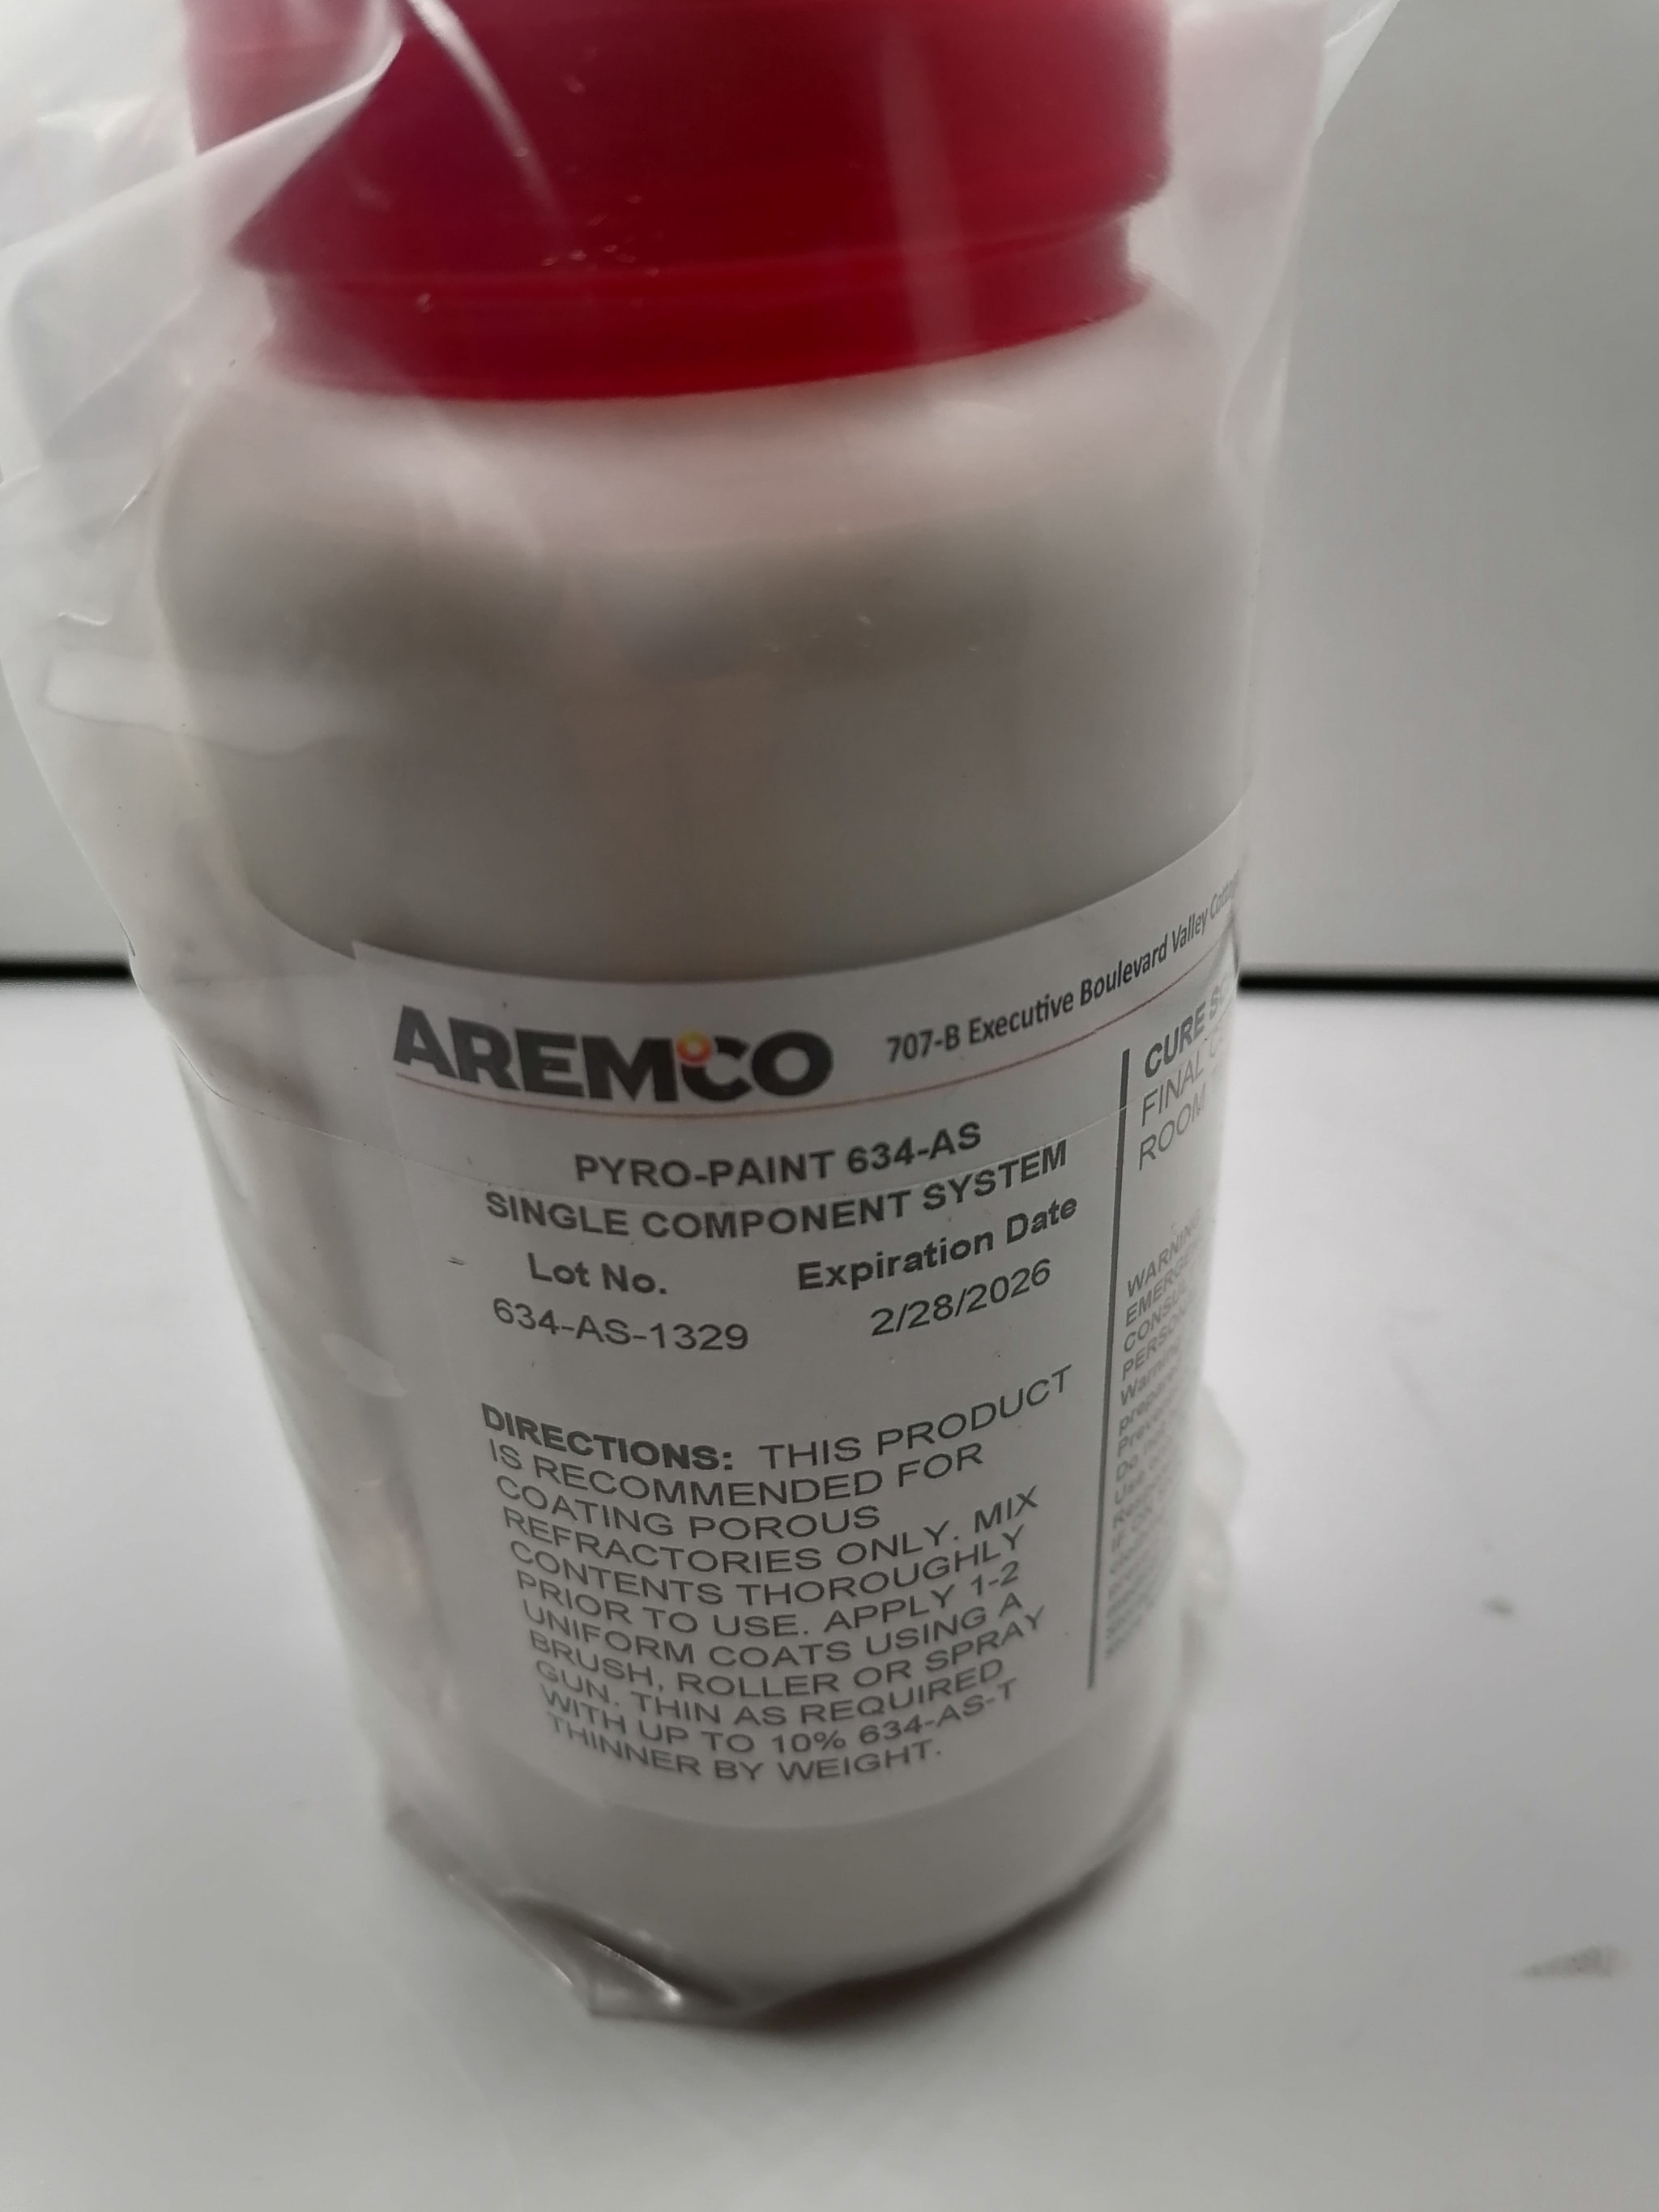 AREMCO
707-B Executive Boulevard Valley
PYRO-PAINT 634-AS
SINGLE COMPONENT SYSTEM
Lot No.
634-AS-1329
Expiration Date
2/28/2026
DIRECTIONS: THIS PRODUCT
IS RECOMMENDED FOR
COATING POROUS
REFRACTORIES ONLY. MIX
CONTENTS THOROUGHLY
PRIOR TO USE. APPLY 1-2
UNIFORM COATS USING A
BRUSH, ROLLER OR SPRAY
GUN. THIN AS REQUIRED
WITH UP TO 10% 634-AS-T
THINNER BY WEIGHT.
CURE
FINAL
ROOM